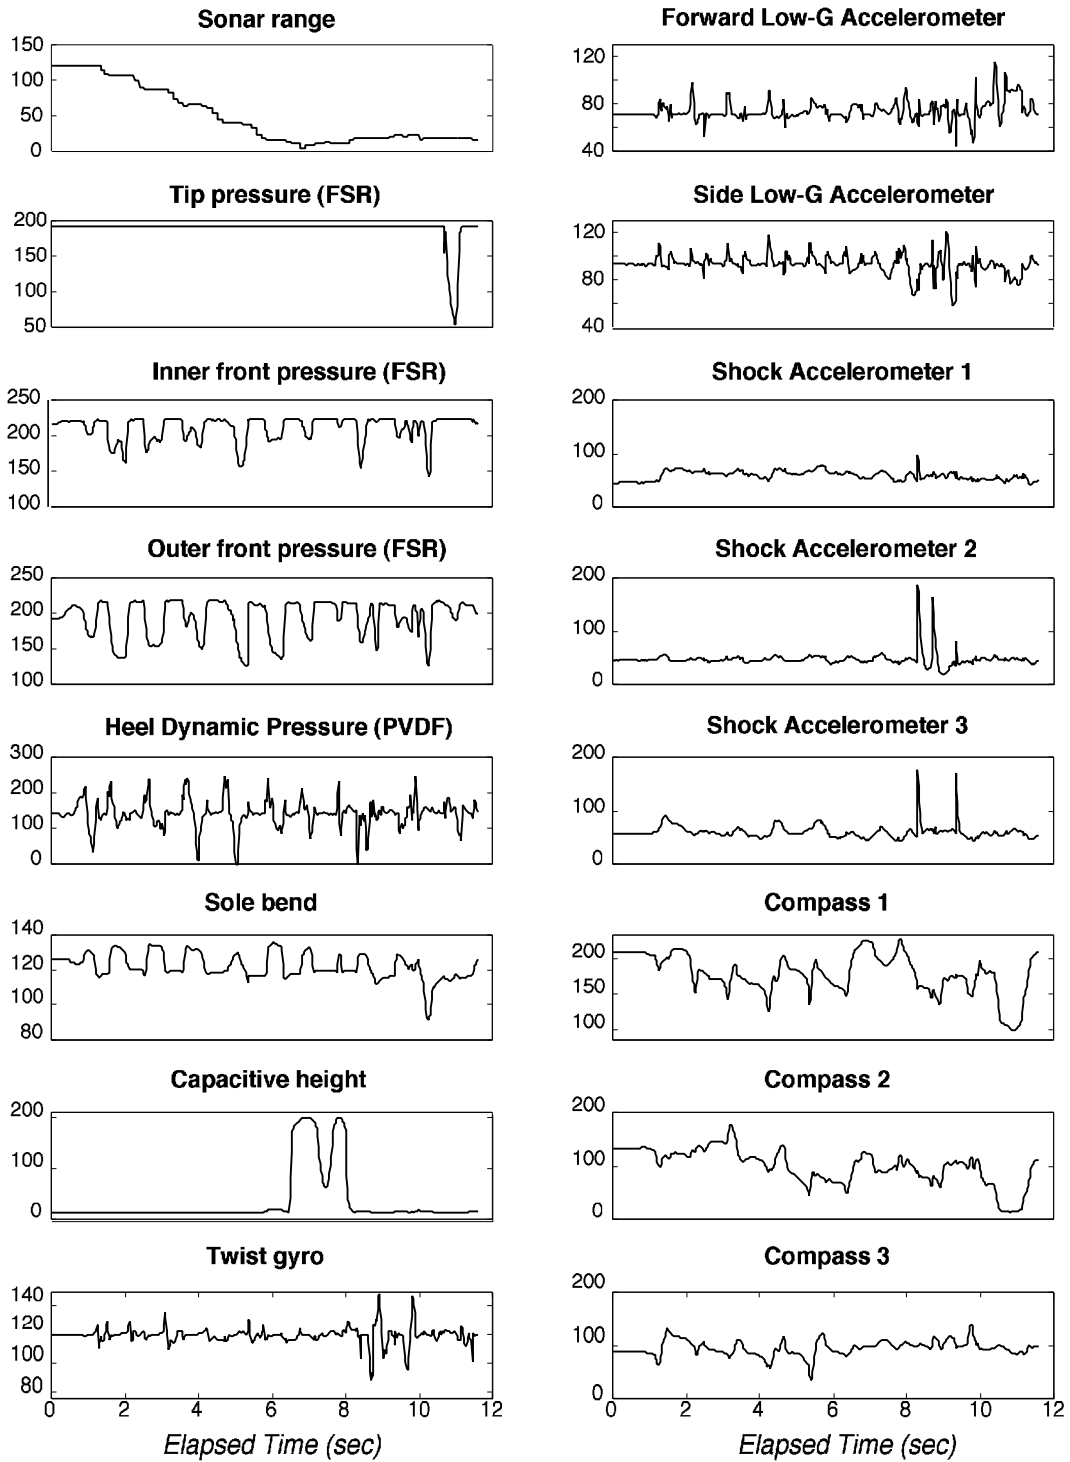 Sonar range
150
100
50
0
Tip pressure (FSR)
200
150
100
50
Inner front pressure (FSR)
250
200
150
100
Outer front pressure (FSR)
250
200
150
100
Heel Dynamic Pressure (PVDF)
300
200
100
0
Sole bend
140
120
100
80
Capacitive height
200
100
0
Twist gyro
140
120
100
80
0 2 4 6 8 10 12
Elapsed Time (sec)
Forward Low-G Accelerometer
120
80
40
Side Low-G Accelerometer
120
80
40
Shock Accelerometer 1
200
100
0
Shock Accelerometer 2
200
100
0
Shock Accelerometer 3
200
100
0
Compass 1
200
150
100
Compass 2
200
100
0
Compass 3
200
100
0
0 2 4 6 8 10 12
Elapsed Time (sec)